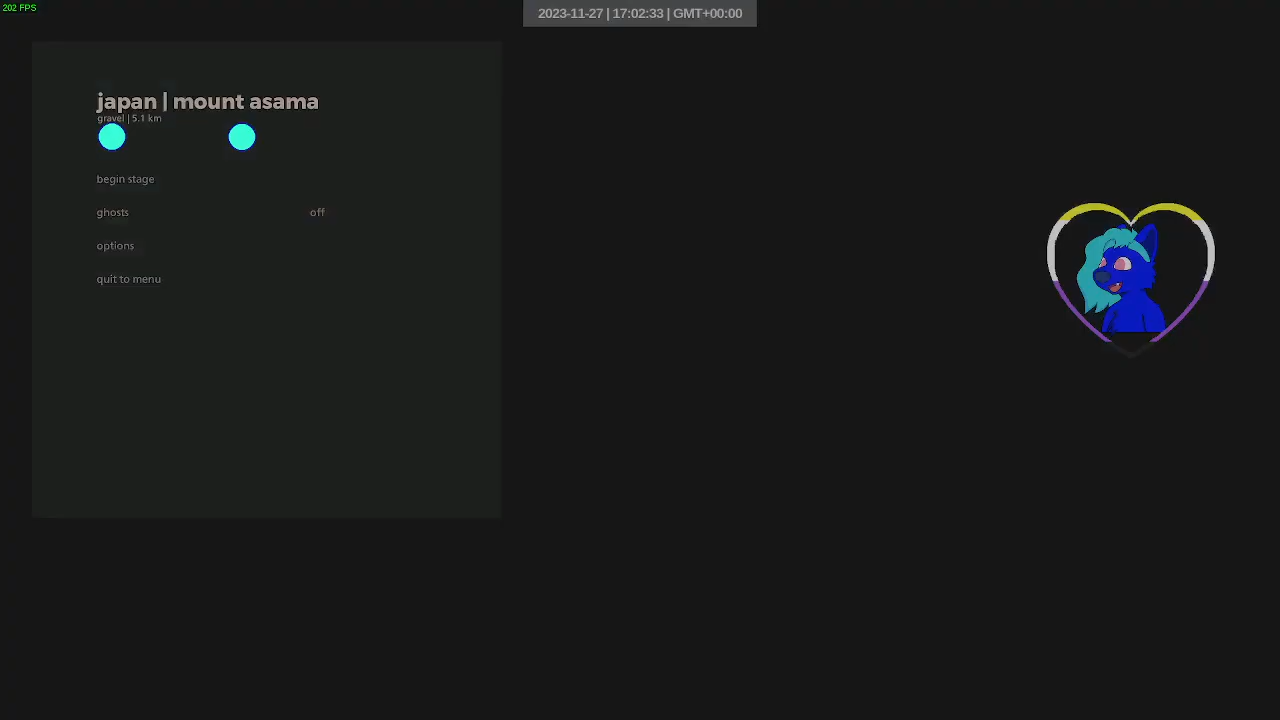 202 FPS
2023-11-27 | 17:02:33 | GMT+00:00
japan | mount asama
gravel | 5.1 km
begin stage
ghosts off
options
quit to menu